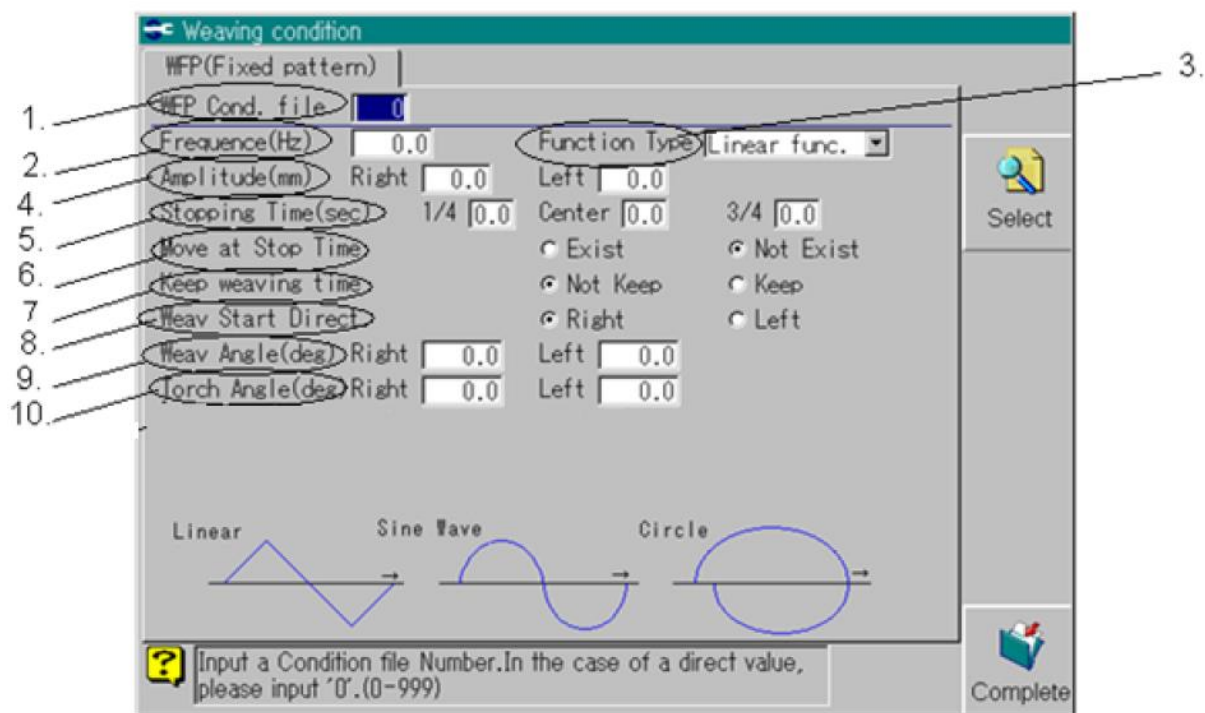 Weaving condition
WFP(Fixed pattern)
3.
1. WFP Cond. file 0
2. Frequence(Hz) 0.0 Function Type Linear func.
4. Amplitude(mm) Right 0.0 Left 0.0
5. Stopping Time(sec) 1/4 0.0 Center 0.0 3/4 0.0
Select
6. Move at Stop Time Exist Not Exist
7 Keep weaving time Not Keep Keep
8. Weav Start Direct Right Left
9. Weav Angle(deg) Right 0.0 Left 0.0
10. Torch Angle(deg) Right 0.0 Left 0.0
Linear Sine Wave Circle
Input a Condition file Number.In the case of a direct value,
please input '0'.(0-999)
Complete